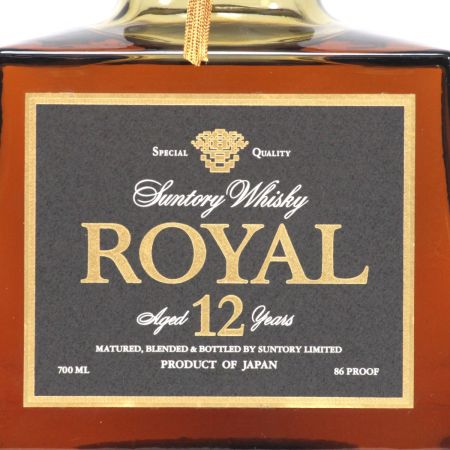 SPECIAL QUALITY
Suntory Whisky
ROYAL
Aged 12 Years
MATURED, BLENDED & BOTTLED BY SUNTORY LIMITED
700 ML PRODUCT OF JAPAN 86 PROOF